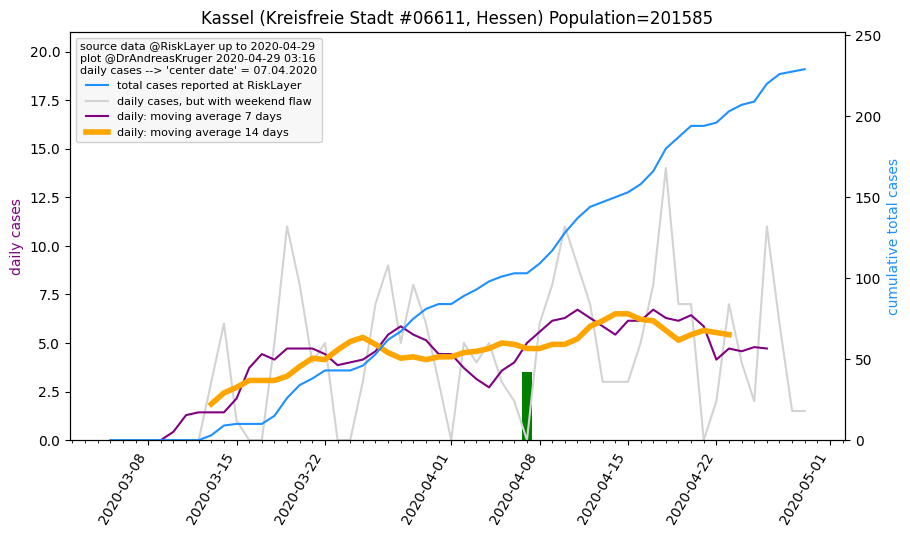 Kassel (Kreisfreie Stadt #06611, Hessen) Population=201585
source data @RiskLayer up to 2020-04-29
plot @DrAndreasKruger 2020-04-29 03:16
daily cases --> 'center date' = 07.04.2020
total cases reported at RiskLayer
daily cases, but with weekend flaw
daily: moving average 7 days
daily: moving average 14 days
daily cases
20.0
17.5
15.0
12.5
10.0
7.5
5.0
2.5
0.0
250
200
150
100
50
0
cumulative total cases
2020-03-08
2020-03-15
2020-03-22
2020-04-01
2020-04-08
2020-04-15
2020-04-22
2020-05-01